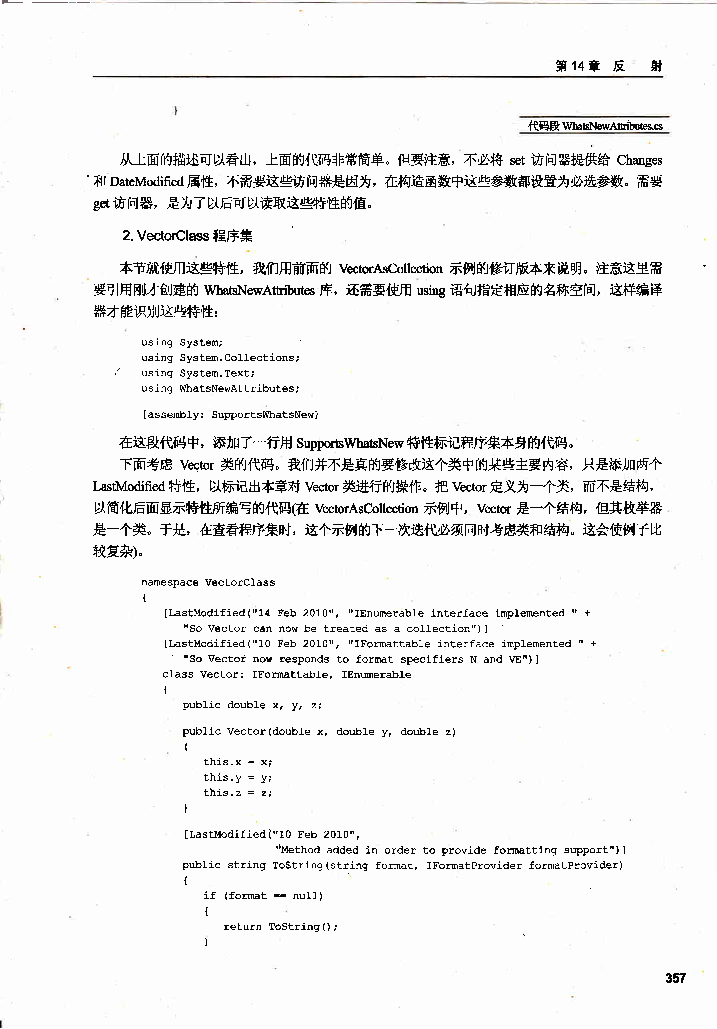 第 14 章 反 射
}
代码段 WhatsNewAttributes.cs
从上面的描述可以看出，上面的代码非常简单。但要注意，不必将 set 访问器提供给 Changes
和 DateModified 属性，不需要这些访问器是因为，在构造函数中这些参数都设置为必选参数。需要
get 访问器，是为了以后可以读取这些特性的值。
2. VectorClass 程序集
本节就使用这些特性，我们用前面的 VectorAsCollection 示例的修订版本来说明。注意这里需
要引用刚才创建的 WhatsNewAttributes 库，还需要使用 using 语句指定相应的名称空间，这样编译
器才能识别这些特性：
using System;
using System.Collections;
using System.Text;
using WhatsNewAttributes;
[assembly: SupportsWhatsNew]
在这段代码中，添加了一行用 SupportsWhatsNew 特性标记程序集本身的代码。
下面考虑 Vector 类的代码。我们并不是真的要修改这个类中的某些主要内容，只是添加两个
LastModified 特性，以标记出本章对 Vector 类进行的操作。把 Vector 定义为一个类，而不是结构，
以简化后面显示特性所编写的代码(在 VectorAsCollection 示例中，Vector 是一个结构，但其枚举器
是一个类。于是，在查看程序集时，这个示例的下一次迭代必须同时考虑类和结构。这会使例子比
较复杂)。
namespace VectorClass
{
[LastModified("14 Feb 2010", "IEnumerable interface implemented " +
"So Vector can now be treated as a collection")]
[LastModified("10 Feb 2010", "IFormattable interface implemented " +
"So Vector now responds to format specifiers N and VE")]
class Vector: IFormattable, IEnumerable
{
public double x, y, z;
public Vector(double x, double y, double z)
{
this.x = x;
this.y = y;
this.z = z;
}
[LastModified("10 Feb 2010",
"Method added in order to provide formatting support")]
public string ToString(string format, IFormatProvider formatProvider)
{
if (format == null)
{
return ToString();
}
357